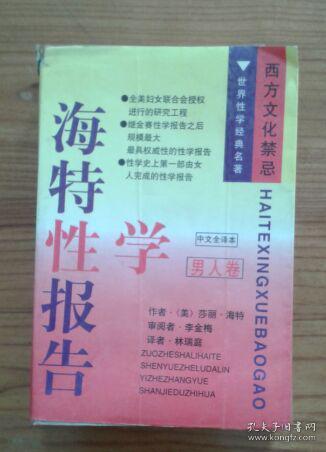 西方文化禁忌
HAITEXINGXUEBAOGAO
▼世界性学经典名著
●全美妇女联合会授权
进行的研究工程
●继金赛性学报告之后
规模最大
最具权威性的性学报告
●性学史上第一部由女
人完成的性学报告
海特性学报告
中文全译本
男人卷
作者·〈美〉莎丽·海特
审阅者·李金梅
译者·林瑞庭
ZUOZHESHALIHAITE
SHENYUEZHELUDALIN
YIZHEZHANGYUE
SHANJIEDUZHIHUA
孔夫子旧书网